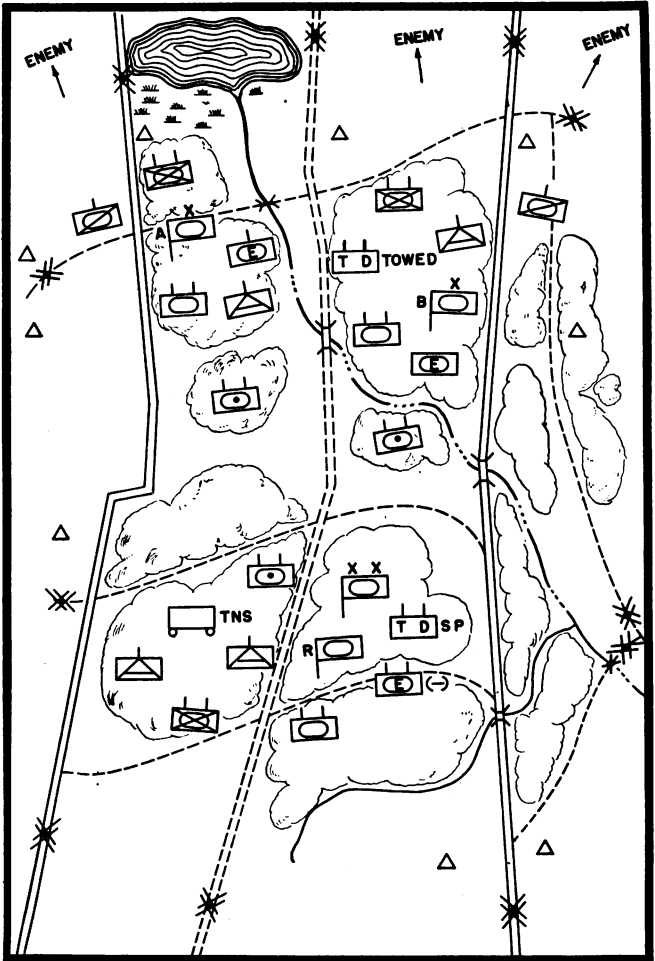 ENEMY
ENEMY
ENEMY
X
A
E
T D TOWED
X
B
E
X X
TNS
T D SP
R
E (-)